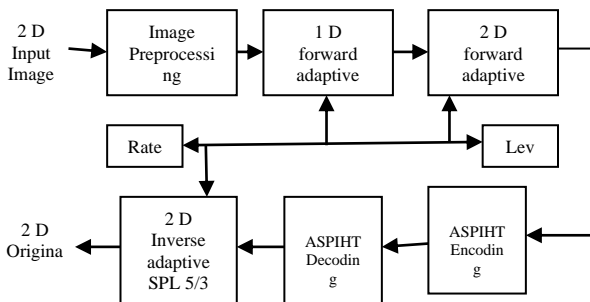 2 D
Input
Image
Image
Preprocessi
ng
1 D
forward
adaptive
2 D
forward
adaptive
Rate
Lev
2 D
Origina
2 D
Inverse
adaptive
SPL 5/3
ASPIHT
Decodin
g
ASPIHT
Encodin
g